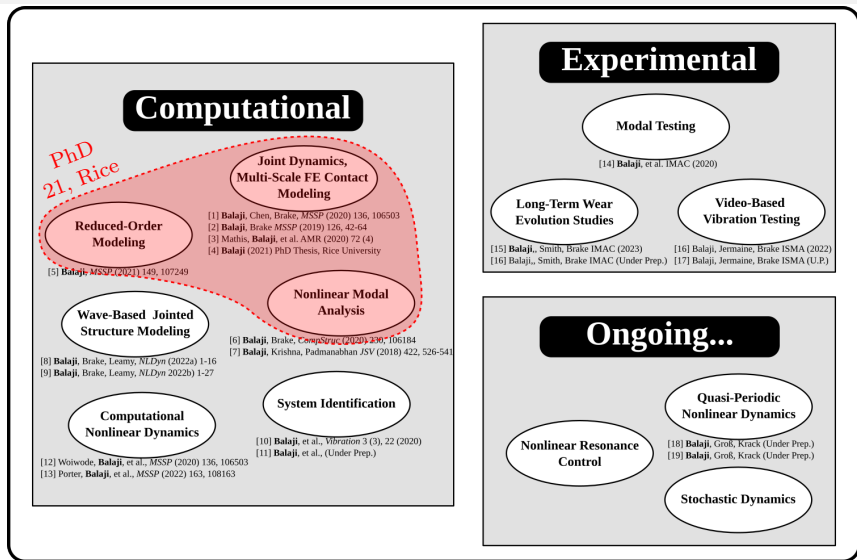 Computational
PhD
21, Rice
Joint Dynamics,
Multi-Scale FE Contact
Modeling
[1] Balaji, Chen, Brake, MSSP (2020) 136, 106503
[2] Balaji, Brake MSSP (2019) 126, 42-64
[3] Mathis, Balaji, et al. AMR (2020) 72 (4)
[4] Balaji (2021) PhD Thesis, Rice University
Reduced-Order
Modeling
[5] Balaji, MSSP (2021) 149, 107249
Nonlinear Modal
Analysis
[6] Balaji, Brake, CompStruc (2020) 230, 106184
[7] Balaji, Krishna, Padmanabhan JSV (2018) 422, 526-541
Wave-Based Jointed
Structure Modeling
[8] Balaji, Brake, Leamy, NLDyn (2022a) 1-16
[9] Balaji, Brake, Leamy, NLDyn 2022b) 1-27
System Identification
[10] Balaji, et al., Vibration 3 (3), 22 (2020)
[11] Balaji, et al., (Under Prep.)
Computational
Nonlinear Dynamics
[12] Woiwode, Balaji, et al., MSSP (2020) 136, 106503
[13] Porter, Balaji, et al., MSSP (2022) 163, 108163
Experimental
Modal Testing
[14] Balaji, et al. IMAC (2020)
Long-Term Wear
Evolution Studies
[15] Balaji,, Smith, Brake IMAC (2023)
[16] Balaji,, Smith, Brake IMAC (Under Prep.)
Video-Based
Vibration Testing
[16] Balaji, Jermaine, Brake ISMA (2022)
[17] Balaji, Jermaine, Brake ISMA (U.P.)
Ongoing...
Quasi-Periodic
Nonlinear Dynamics
[18] Balaji, Groß, Krack (Under Prep.)
[19] Balaji, Groß, Krack (Under Prep.)
Nonlinear Resonance
Control
Stochastic Dynamics